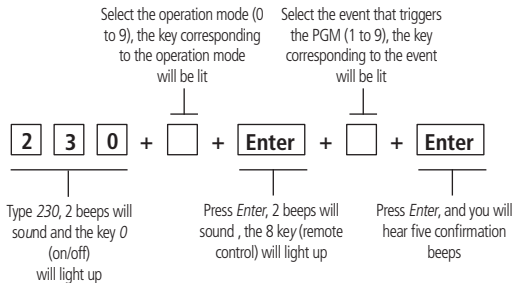 Select the operation mode (0
to 9), the key corresponding
to the operation mode
will be lit
Select the event that triggers
the PGM (1 to 9), the key
corresponding to the event
will be lit
2 3 0 + + Enter + + Enter
Type 230, 2 beeps will
sound and the key 0
(on/off)
will light up
Press Enter, 2 beeps will
sound , the 8 key (remote
control) will light up
Press Enter, and you will
hear five confirmation
beeps